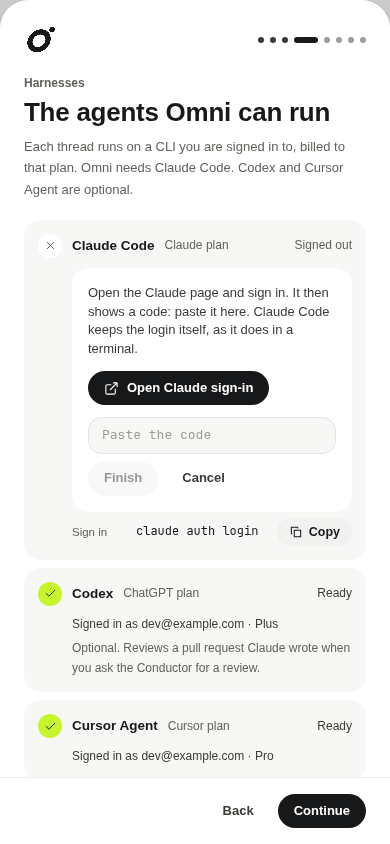 Harnesses
The agents Omni can run
Each thread runs on a CLI you are signed in to, billed to
that plan. Omni needs Claude Code. Codex and Cursor
Agent are optional.
Claude Code Claude plan Signed out
Open the Claude page and sign in. It then
shows a code: paste it here. Claude Code
keeps the login itself, as it does in a
terminal.
Open Claude sign-in
Paste the code
Finish Cancel
Sign in claude auth login Copy
Codex ChatGPT plan Ready
Signed in as dev@example.com · Plus
Optional. Reviews a pull request Claude wrote when
you ask the Conductor for a review.
Cursor Agent Cursor plan Ready
Signed in as dev@example.com · Pro
Back Continue